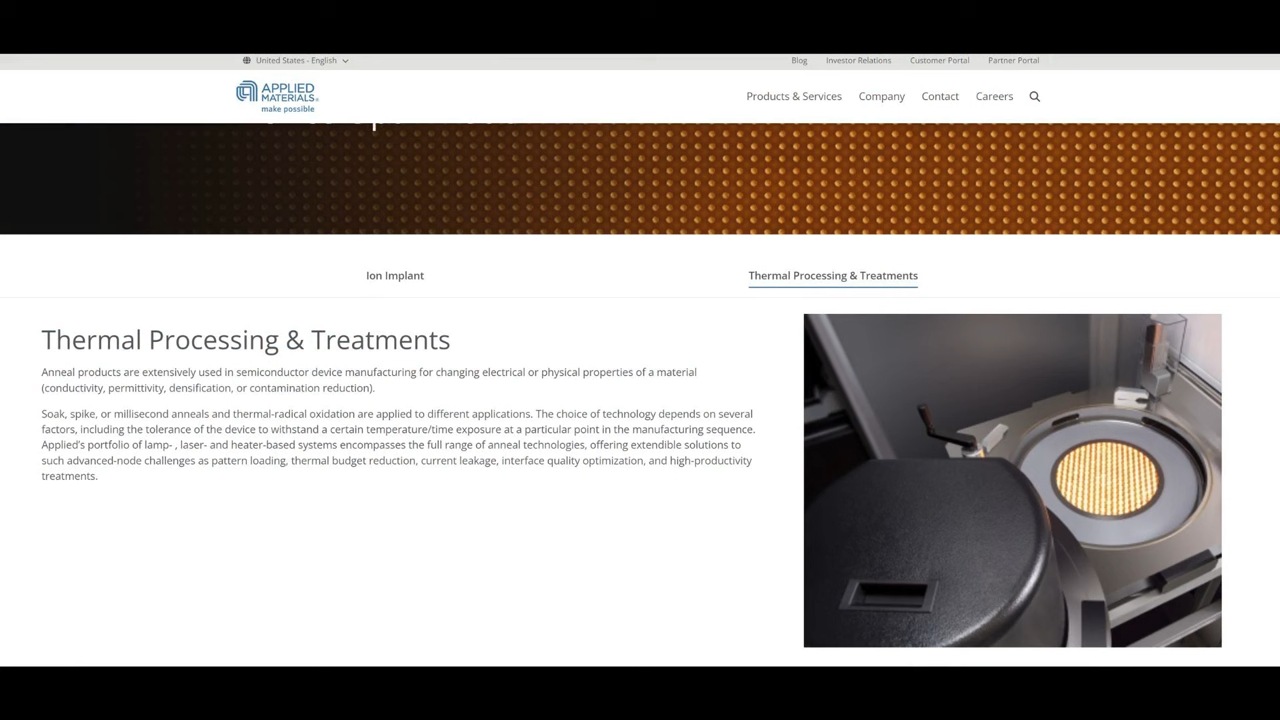 United States - English
Blog
Investor Relations
Customer Portal
Partner Portal
APPLIED
MATERIALS
make possible
Products & Services
Company
Contact
Careers
Ion Implant
Thermal Processing & Treatments
Thermal Processing & Treatments
Anneal products are extensively used in semiconductor device manufacturing for changing electrical or physical properties of a material
(conductivity, permittivity, densification, or contamination reduction).
Soak, spike, or millisecond anneals and thermal-radical oxidation are applied to different applications. The choice of technology depends on several
factors, including the tolerance of the device to withstand a certain temperature/time exposure at a particular point in the manufacturing sequence.
Applied's portfolio of lamp- , laser- and heater-based systems encompasses the full range of anneal technologies, offering extendible solutions to
such advanced-node challenges as pattern loading, thermal budget reduction, current leakage, interface quality optimization, and high-productivity
treatments.